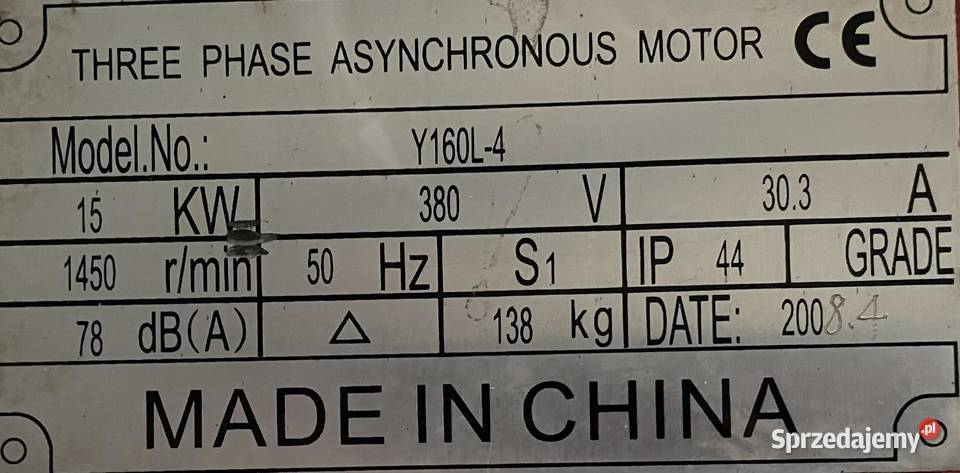 THREE PHASE ASYNCHRONOUS MOTOR CE
Model.No.: Y160L-4
15 KW 380 V 30.3 A
1450 r/min 50 Hz S1 IP 44 GRADE
78 dB(A) △ 138 kg DATE: 2008.4
MADE IN CHINA
Sprzedajemy.pl